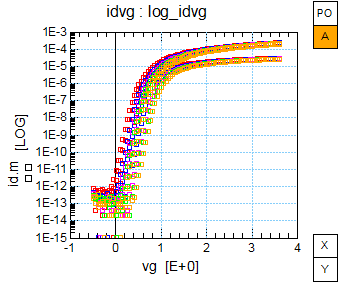 idvg : log_idvg
PO
A
1E-3
1E-4
1E-5
1E-6
1E-7
1E-8
1E-9
1E-10
1E-11
1E-12
1E-13
1E-14
1E-15
id.m [LOG]
-1 0 1 2 3 4
vg [E+0]
X
Y